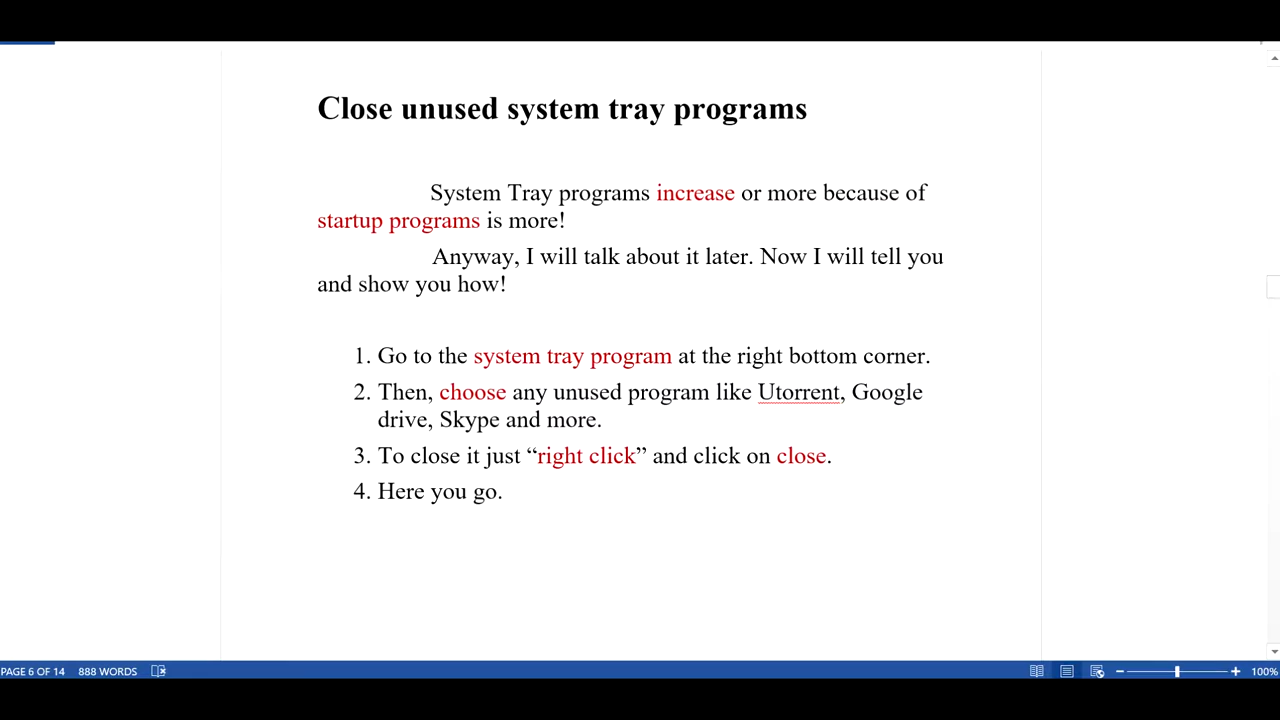 Close unused system tray programs
System Tray programs increase or more because of
startup programs is more!
Anyway, I will talk about it later. Now I will tell you
and show you how!
1. Go to the system tray program at the right bottom corner.
2. Then, choose any unused program like Utorrent, Google
drive, Skype and more.
3. To close it just “right click” and click on close.
4. Here you go.
PAGE 6 OF 14 888 WORDS 100%